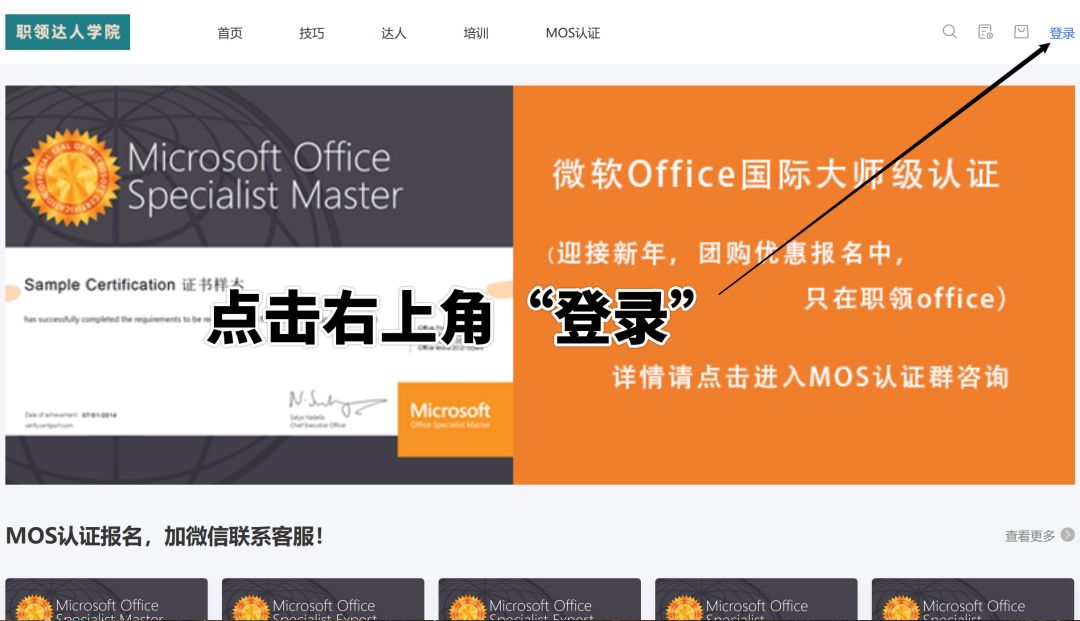 职领达人学院
首页
技巧
达人
培训
MOS认证
登录
Microsoft Office
Specialist Master
微软Office国际大师级认证
(迎接新年，团购优惠报名中，
只在职领office)
详情请点击进入MOS认证群咨询
Sample Certification 证书样本
has successfully completed the requirements to be
点击右上角“登录”
Date of achievement: 07/01/2014
verify.certiport.com
Satya Nadella
Chief Executive Officer
Microsoft
Office Specialist Master
MOS认证报名，加微信联系客服！
查看更多
Microsoft Office
Specialist Master
Microsoft Office
Specialist Expert
Microsoft Office
Specialist Expert
Microsoft Office
Specialist
Microsoft Office
Specialist